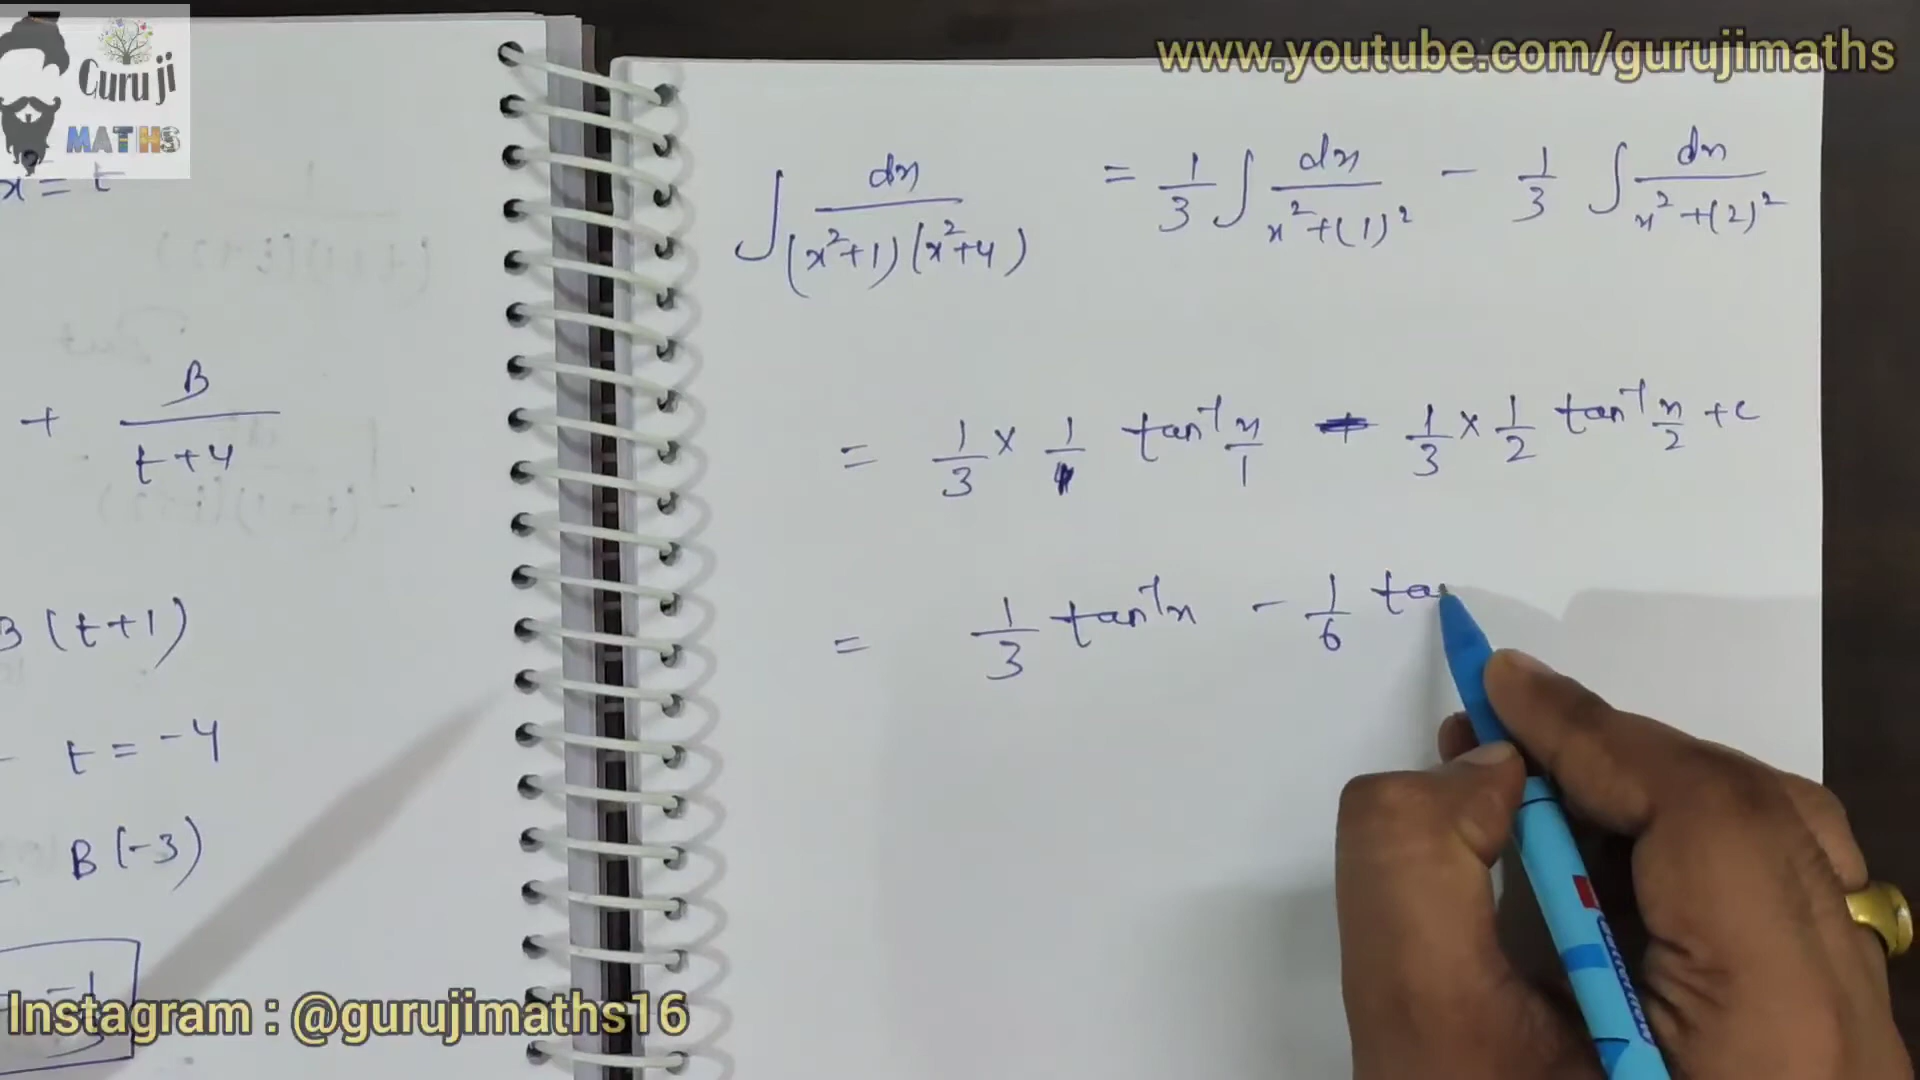 Guru ji
MATHS
www.youtube.com/gurujimaths
x = t
+ B/(t+4)
B (t+1)
t = -4
B (-3)
-1
∫ dx/((x²+1)(x²+4)) = 1/3 ∫ dx/(x²+(1)²) - 1/3 ∫ dx/(x²+(2)²)
= 1/3 × 1/1 tan⁻¹ x/1 - 1/3 × 1/2 tan⁻¹ x/2 + c
= 1/3 tan⁻¹x - 1/6 tan
Instagram : @gurujimaths16